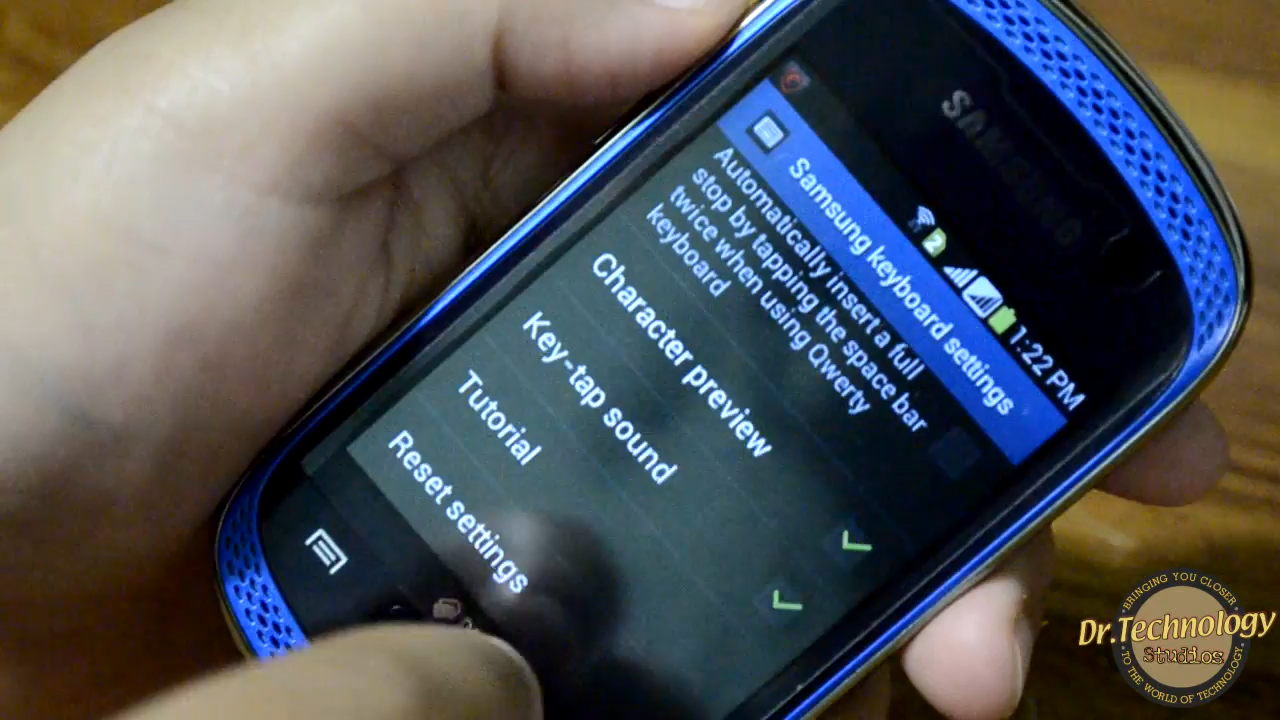 SAMSUNG
2
1:22 PM
Samsung keyboard settings
Automatically insert a full
stop by tapping the space bar
twice when using Qwerty
keyboard
Character preview
Key-tap sound
Tutorial
Reset settings
BRINGING YOU CLOSER
Dr.Technology
Studios
TO THE WORLD OF TECHNOLOGY